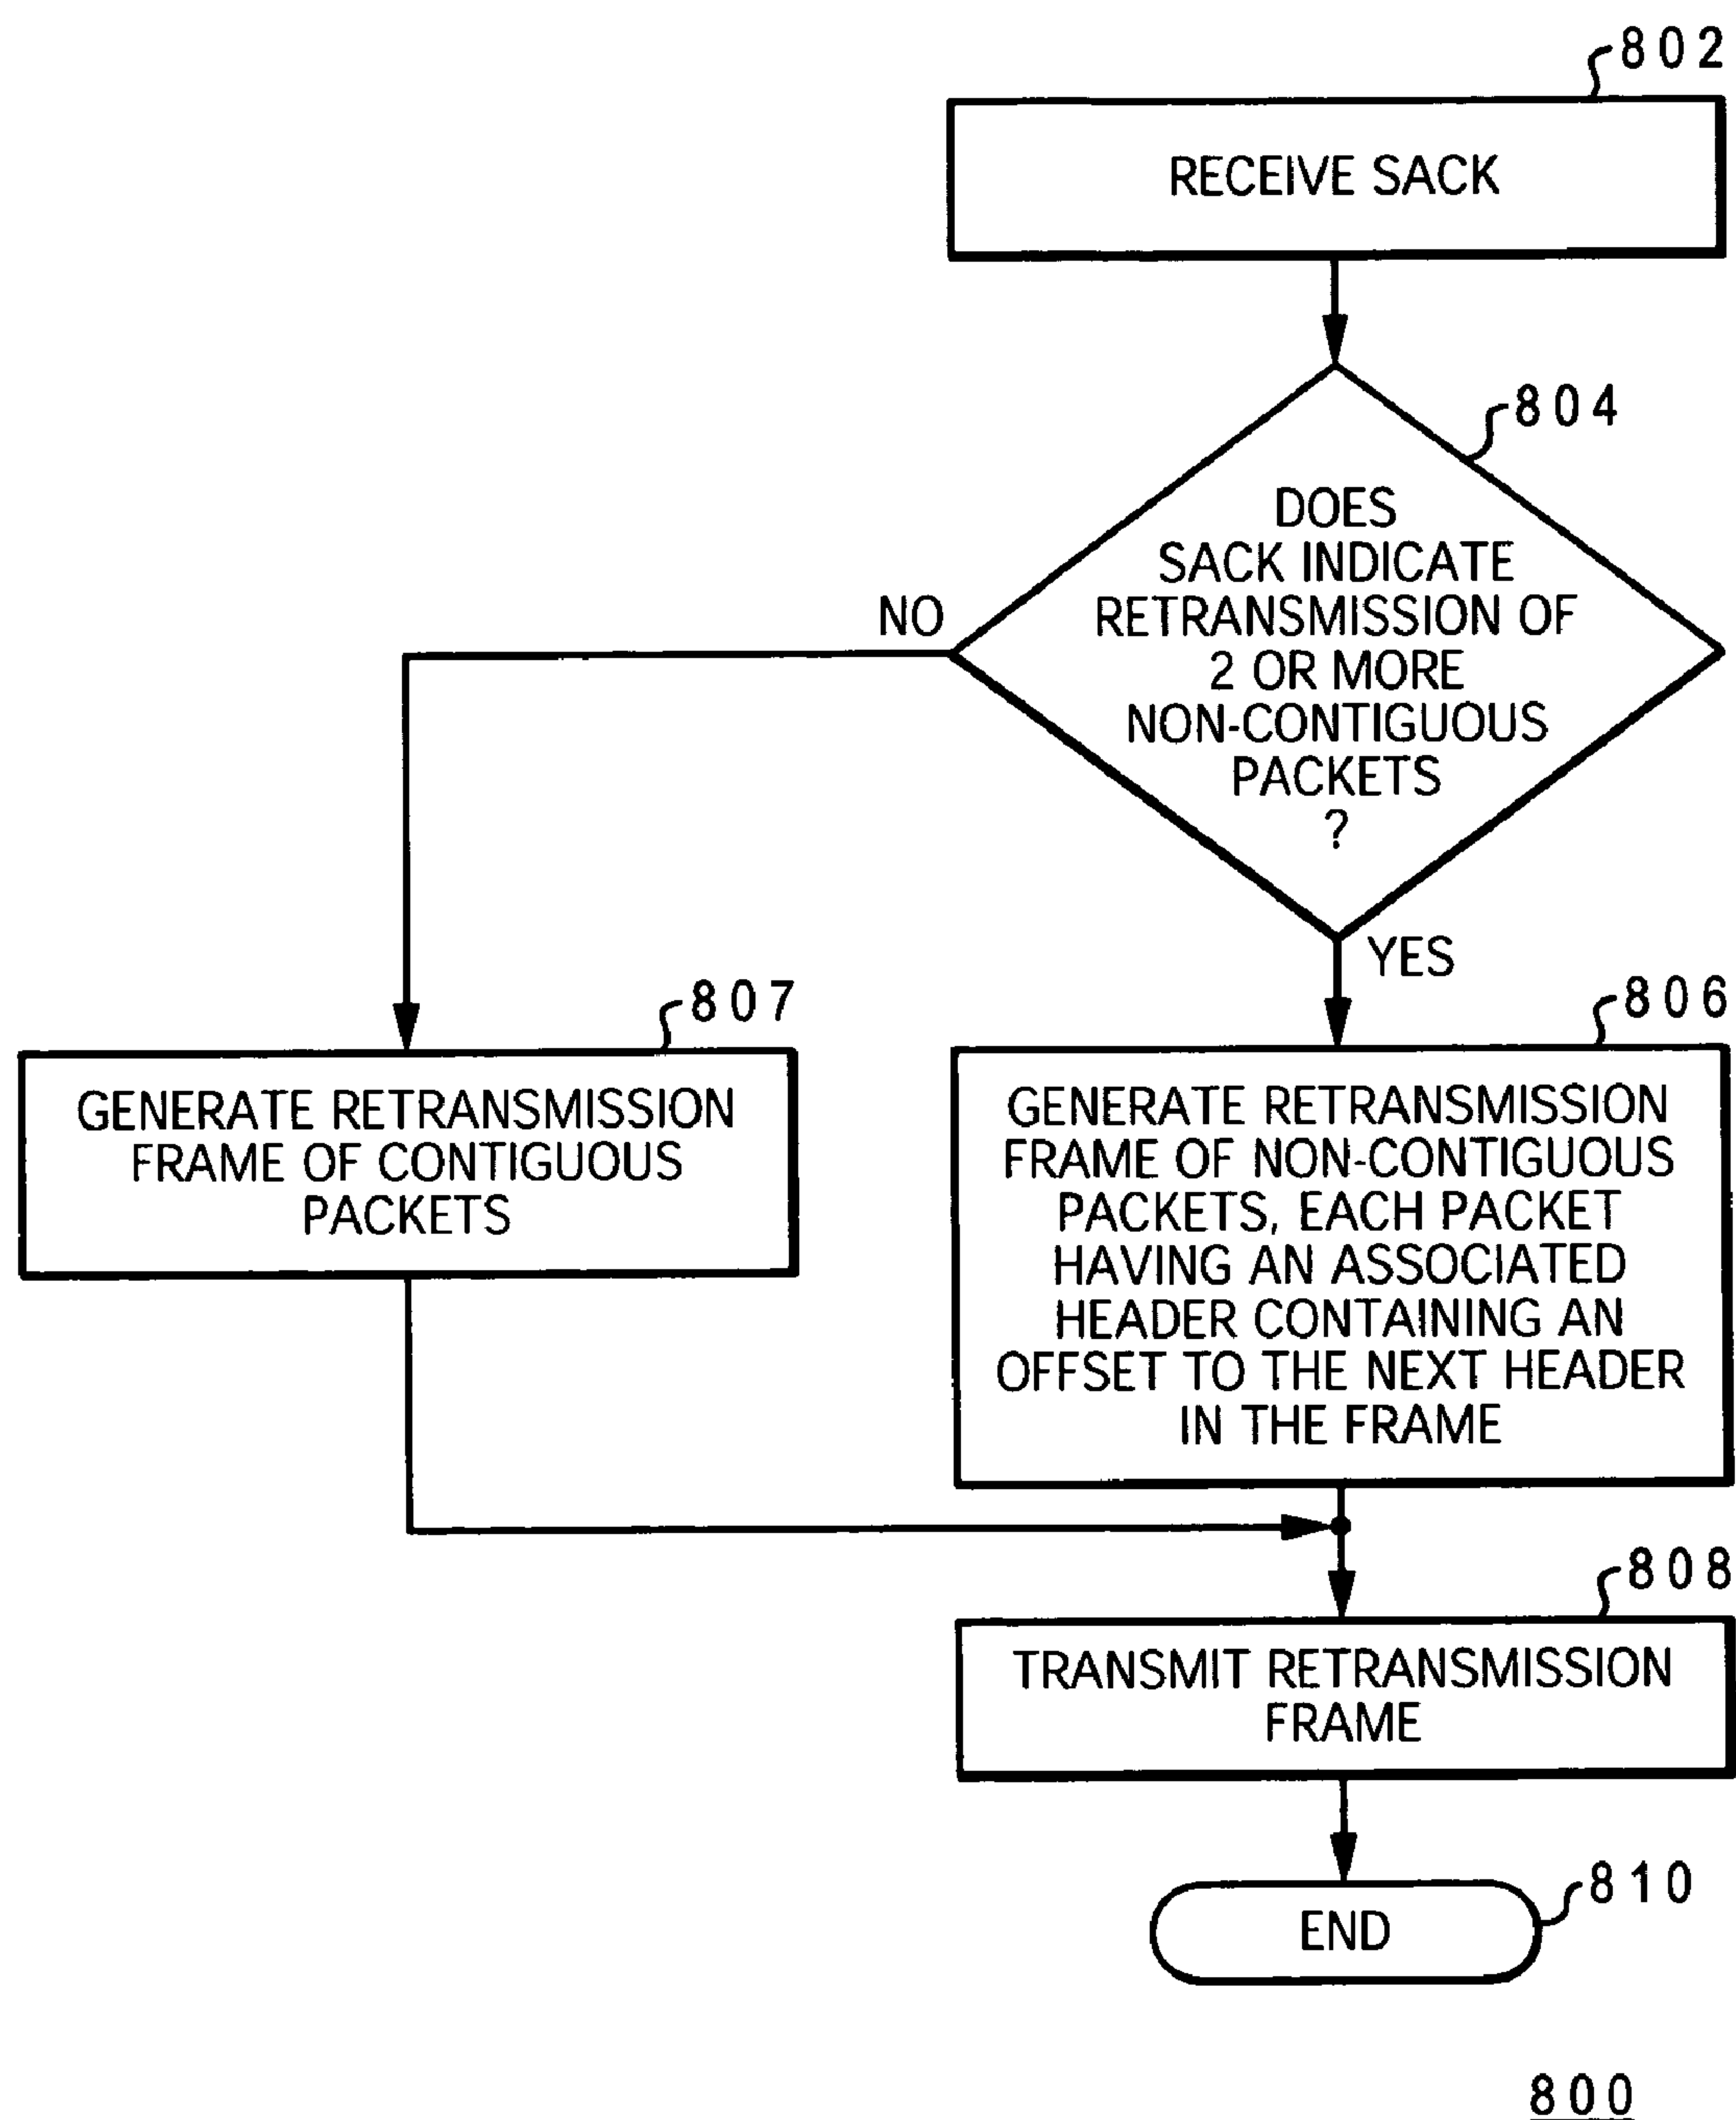 802
RECEIVE SACK
804
DOES
SACK INDICATE
RETRANSMISSION OF
2 OR MORE
NON-CONTIGUOUS
PACKETS
?
NO
YES
807
GENERATE RETRANSMISSION
FRAME OF CONTIGUOUS
PACKETS
806
GENERATE RETRANSMISSION
FRAME OF NON-CONTIGUOUS
PACKETS, EACH PACKET
HAVING AN ASSOCIATED
HEADER CONTAINING AN
OFFSET TO THE NEXT HEADER
IN THE FRAME
808
TRANSMIT RETRANSMISSION
FRAME
810
END
800